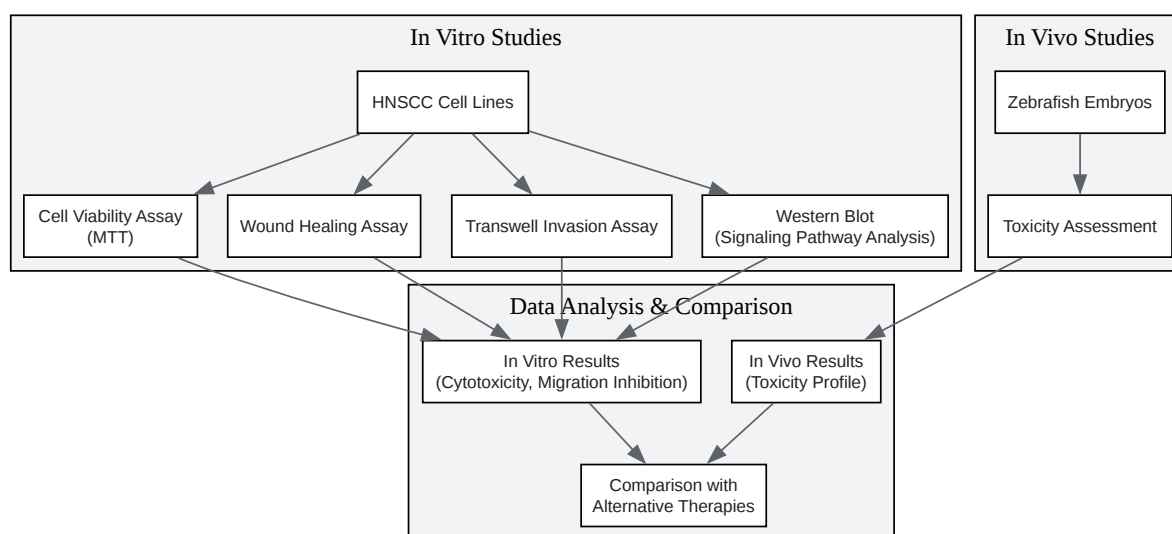 In Vitro Studies
In Vivo Studies
HNSCC Cell Lines
Zebrafish Embryos
Cell Viability Assay
(MTT)
Wound Healing Assay
Transwell Invasion Assay
Western Blot
(Signaling Pathway Analysis)
Toxicity Assessment
Data Analysis & Comparison
In Vitro Results
(Cytotoxicity, Migration Inhibition)
In Vivo Results
(Toxicity Profile)
Comparison with
Alternative Therapies